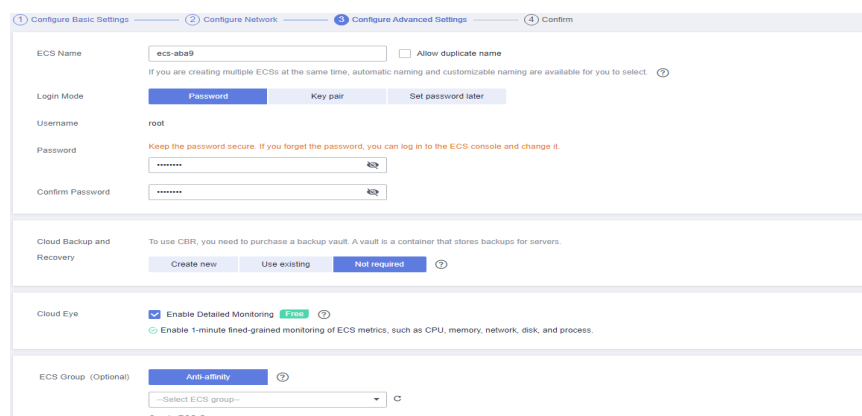 1 Configure Basic Settings 2 Configure Network 3 Configure Advanced Settings 4 Confirm
ECS Name ecs-aba9 Allow duplicate name
If you are creating multiple ECSs at the same time, automatic naming and customizable naming are available for you to select. ?
Login Mode Password Key pair Set password later
Username root
Password Keep the password secure. If you forget the password, you can log in to the ECS console and change it.
••••••••
Confirm Password ••••••••
Cloud Backup and Recovery
To use CBR, you need to purchase a backup vault. A vault is a container that stores backups for servers.
Create new Use existing Not required ?
Cloud Eye Enable Detailed Monitoring Free ?
Enable 1-minute fined-grained monitoring of ECS metrics, such as CPU, memory, network, disk, and process.
ECS Group (Optional) Anti-affinity ?
--Select ECS group--